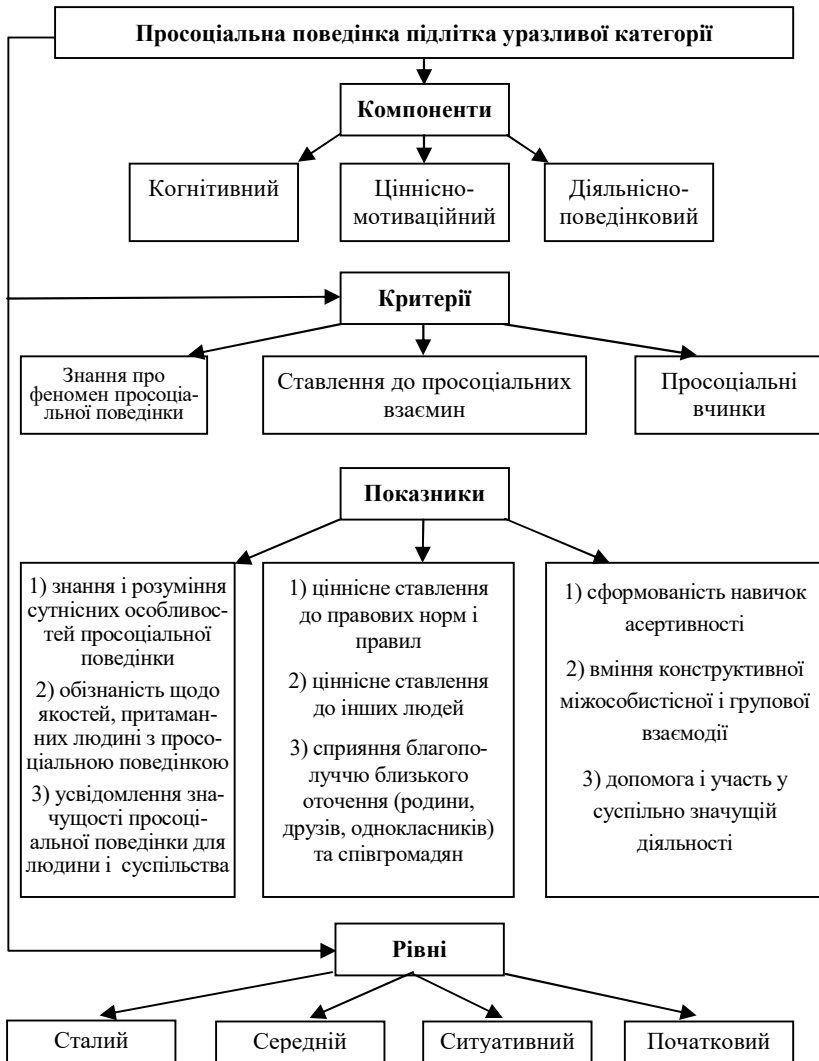 Просоціальна поведінка підлітка уразливої категорії
Компоненти
Когнітивний
Ціннісно-
мотиваційний
Діяльнісно-
поведінковий
Критерії
Знання про
феномен просоціа-
льної поведінки
Ставлення до просоціальних
взаємин
Просоціальні
вчинки
Показники
1) знання і розуміння
сутнісних особливос-
тей просоціальної
поведінки
2) обізнаність щодо
якостей, притаман-
них людині з просо-
ціальною поведінкою
3) усвідомлення зна-
чущості просоці-
альної поведінки для
людини і суспільства
1) ціннісне ставлення
до правових норм і
правил
2) ціннісне ставлення
до інших людей
3) сприяння благопо-
луччю близького
оточення (родини,
друзів, однокласників)
та співгромадян
1) сформованість навичок
асертивності
2) вміння конструктивної
міжособистісної і групової
взаємодії
3) допомога і участь у
суспільно значущій
діяльності
Рівні
Сталий
Середній
Ситуативний
Початковий